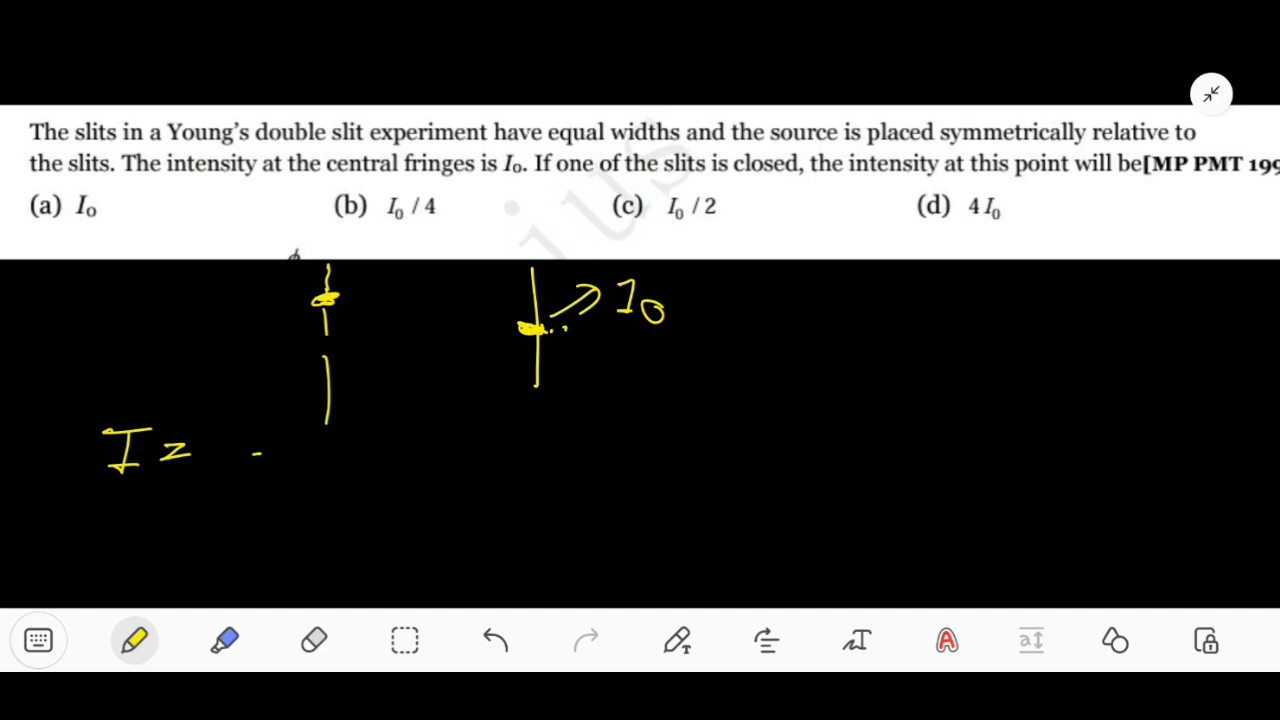 The slits in a Young's double slit experiment have equal widths and the source is placed symmetrically relative to
the slits. The intensity at the central fringes is I₀. If one of the slits is closed, the intensity at this point will be[MP PMT 199
(a) I₀ (b) I₀ / 4 (c) I₀ / 2 (d) 4 I₀
I₀
I =